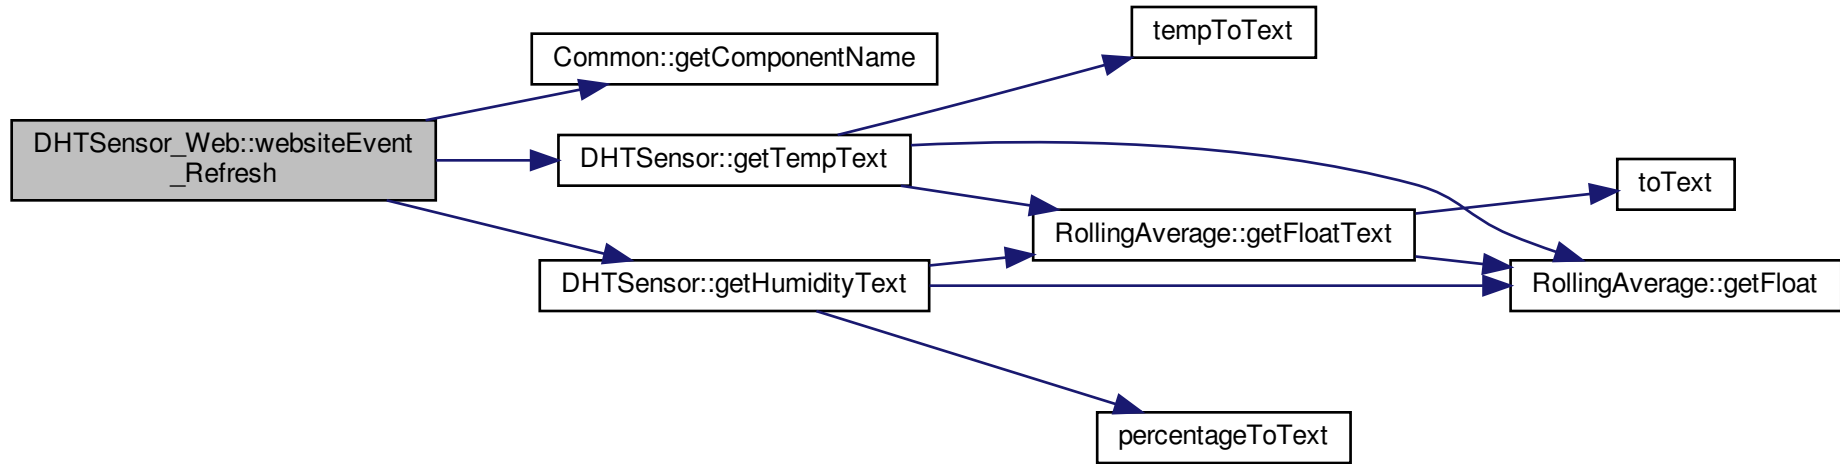 DHTSensor_Web::websiteEvent
_Refresh
Common::getComponentName
DHTSensor::getTempText
DHTSensor::getHumidityText
tempToText
RollingAverage::getFloatText
percentageToText
toText
RollingAverage::getFloat